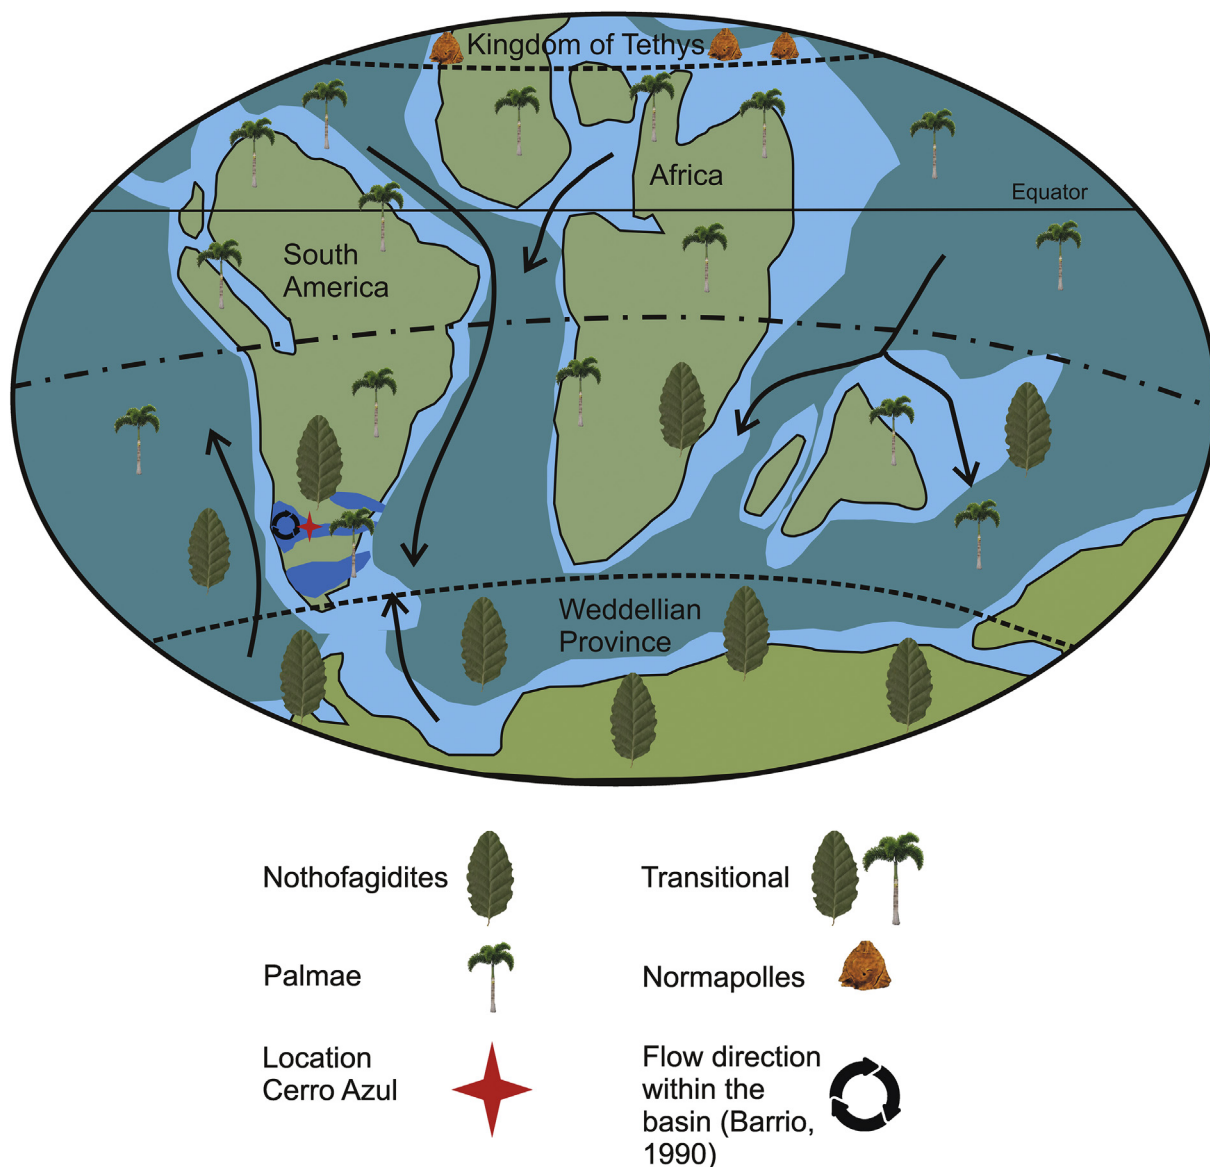 Kingdom of Tethys
Africa
Equator
South
America
Weddellian
Province
Nothofagidites
Transitional
Palmae
Normapolles
Location
Cerro Azul
Flow direction
within the
basin (Barrio,
1990)